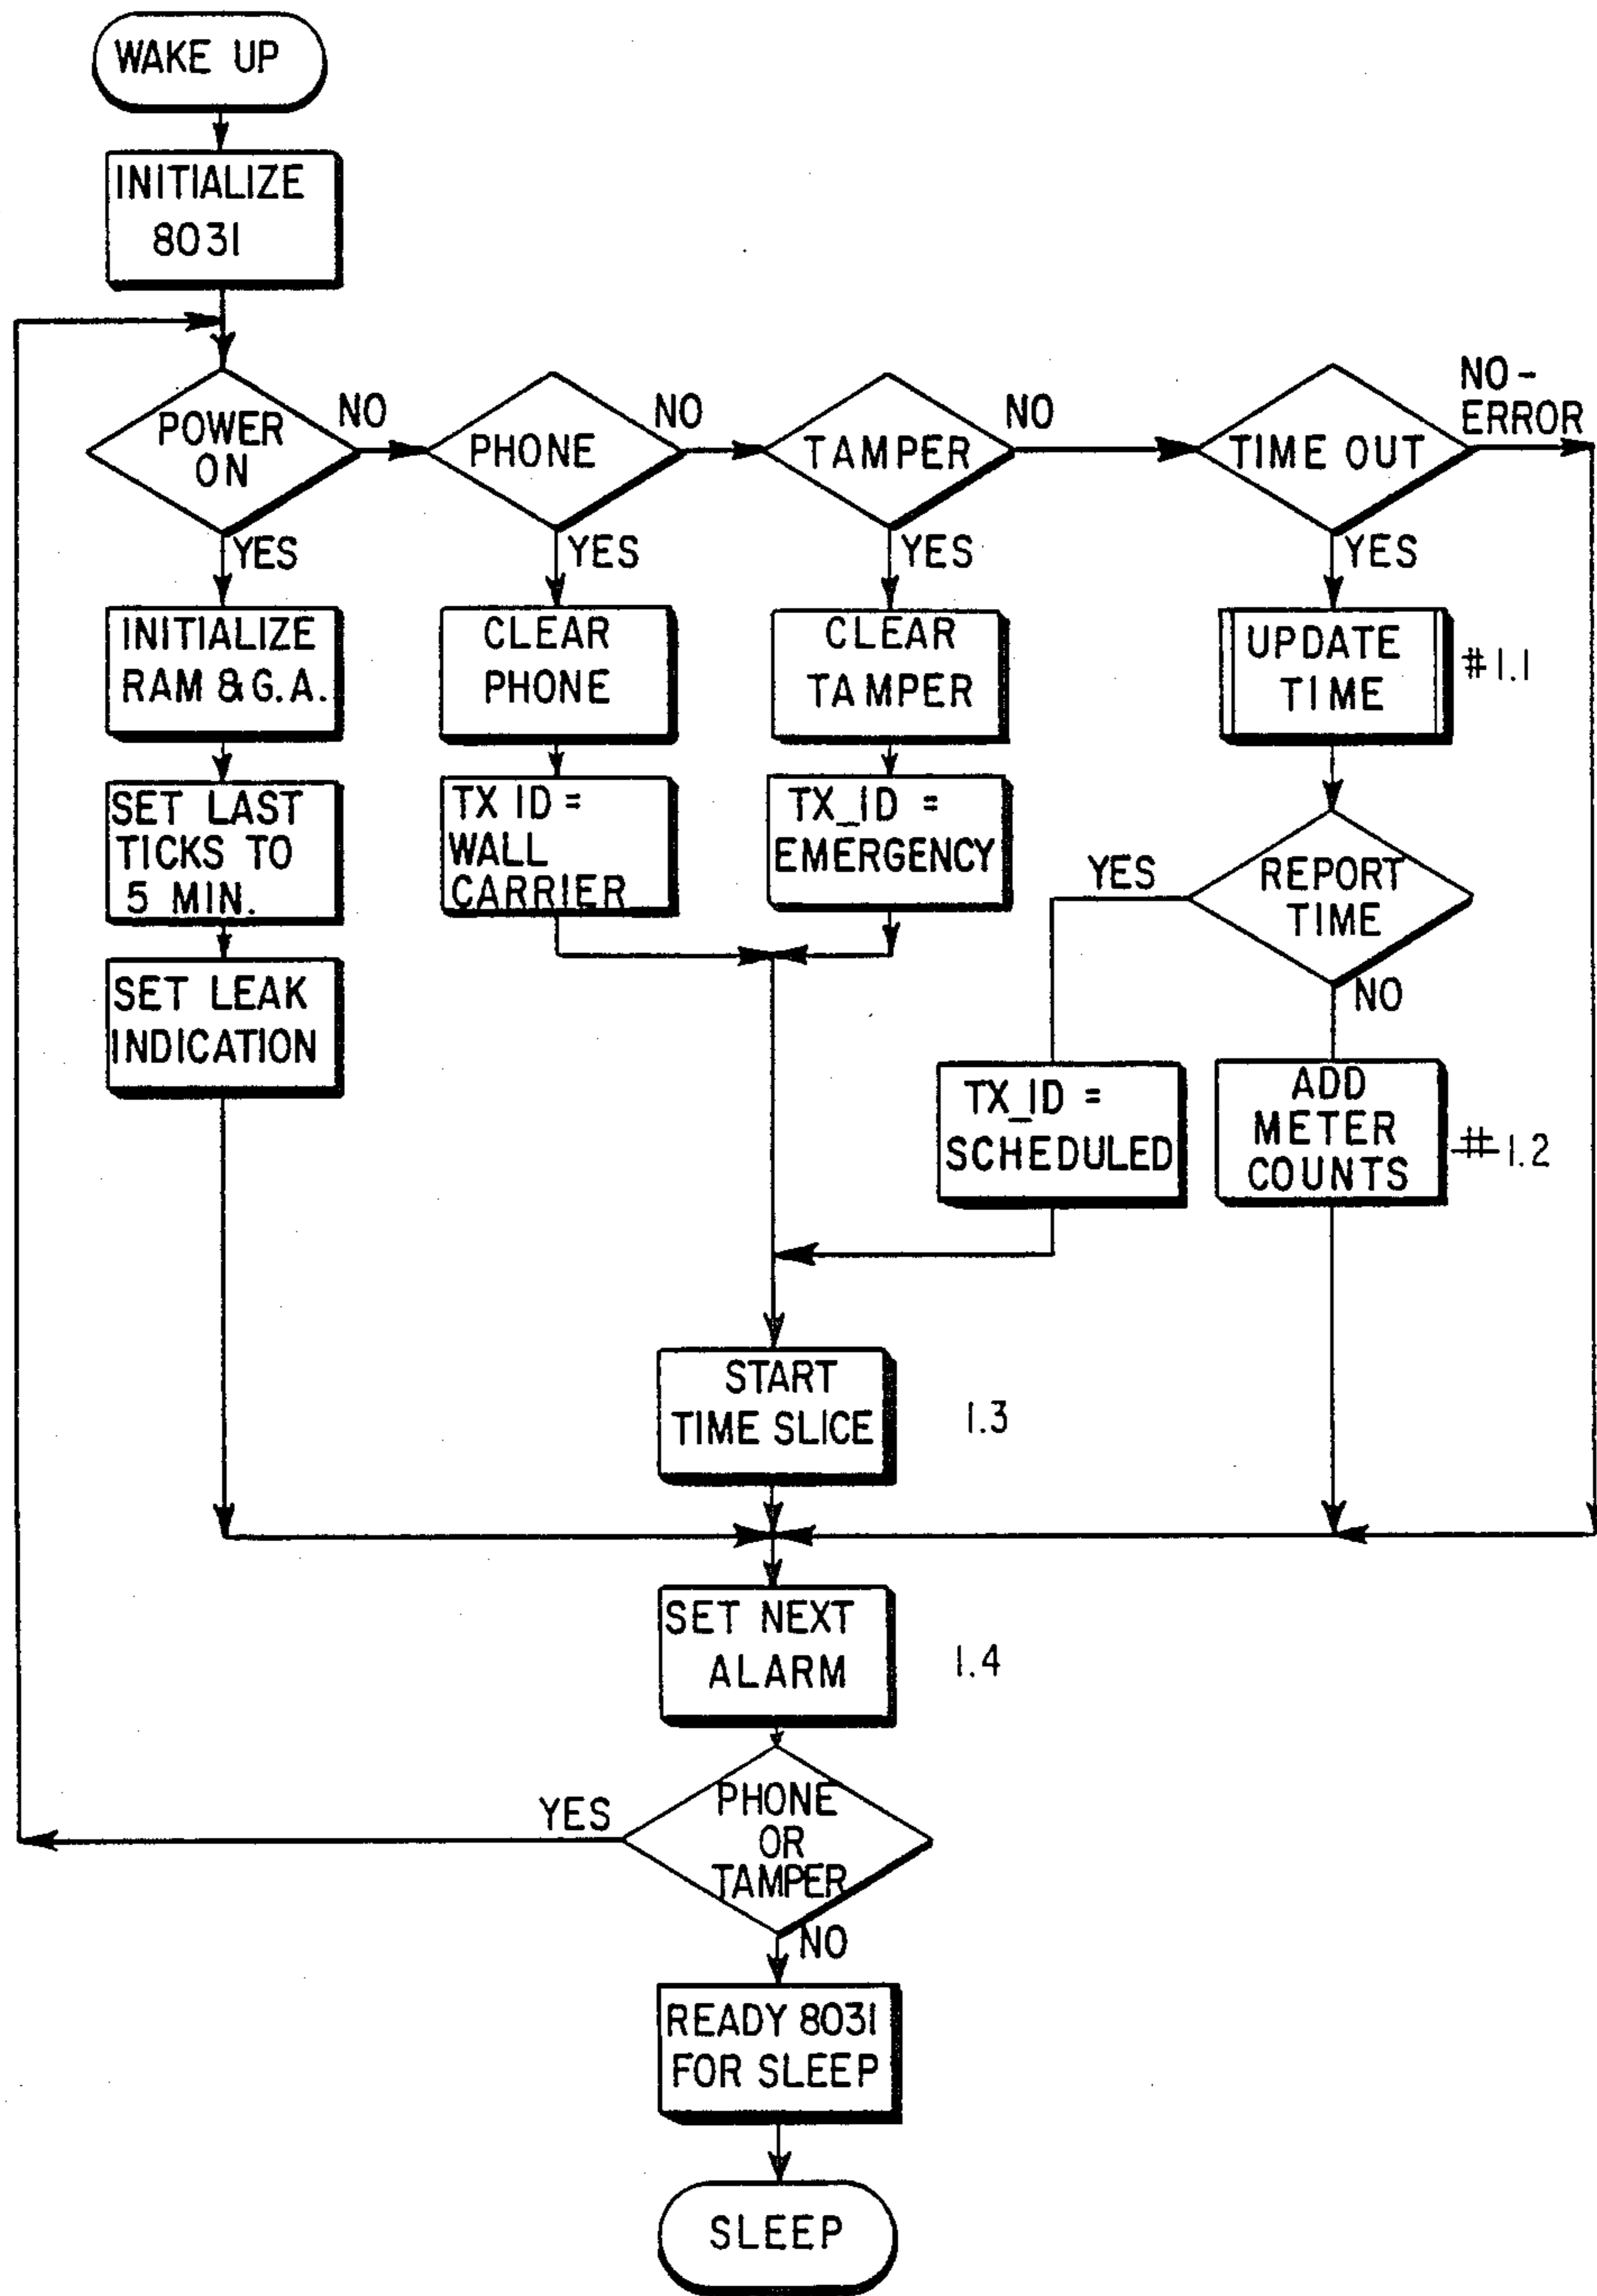 WAKE UP
INITIALIZE
8031
POWER
ON
NO
PHONE
NO
TAMPER
NO
TIME OUT
NO-
ERROR
YES
YES
YES
YES
INITIALIZE
RAM & G.A.
CLEAR
PHONE
CLEAR
TAMPER
UPDATE
TIME
#1.1
SET LAST
TICKS TO
5 MIN.
TX ID =
WALL
CARRIER
TX_ID =
EMERGENCY
YES
REPORT
TIME
NO
SET LEAK
INDICATION
TX_ID =
SCHEDULED
ADD
METER
COUNTS
#1.2
START
TIME SLICE
1.3
SET NEXT
ALARM
1.4
YES
PHONE
OR
TAMPER
NO
READY 8031
FOR SLEEP
SLEEP